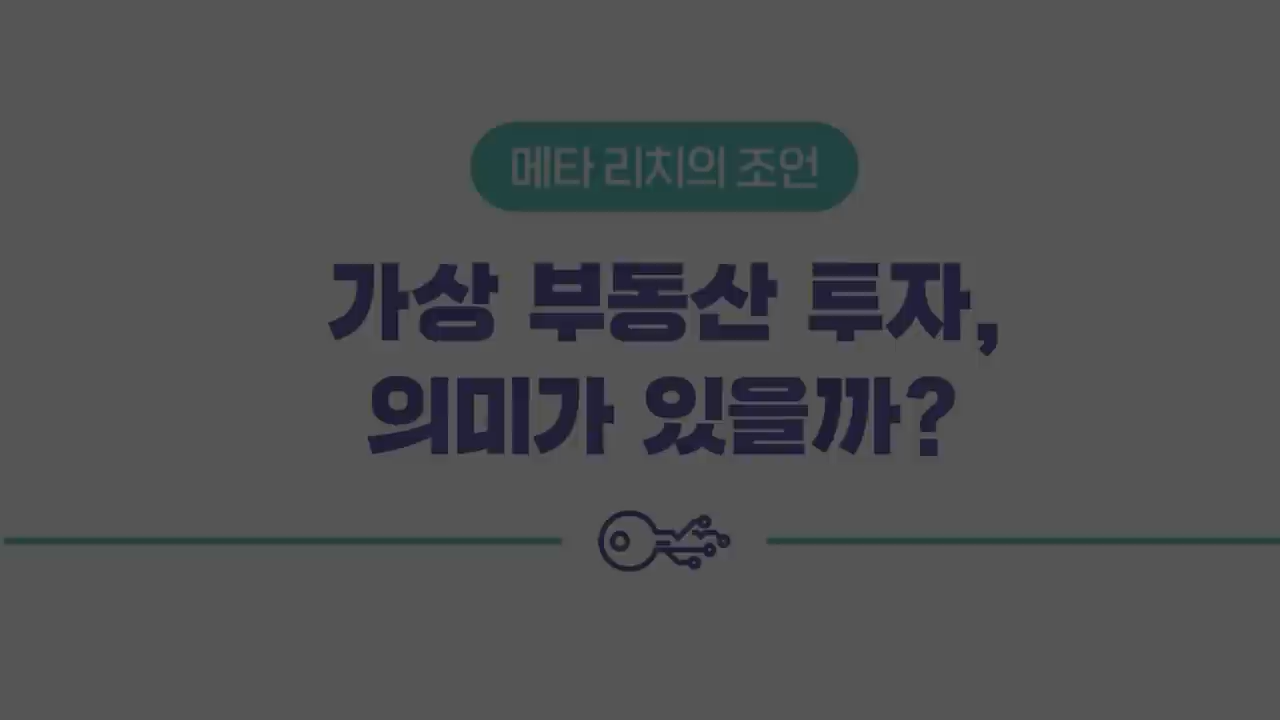 메타 리치의 조언
가상 부동산 투자,
의미가 있을까?